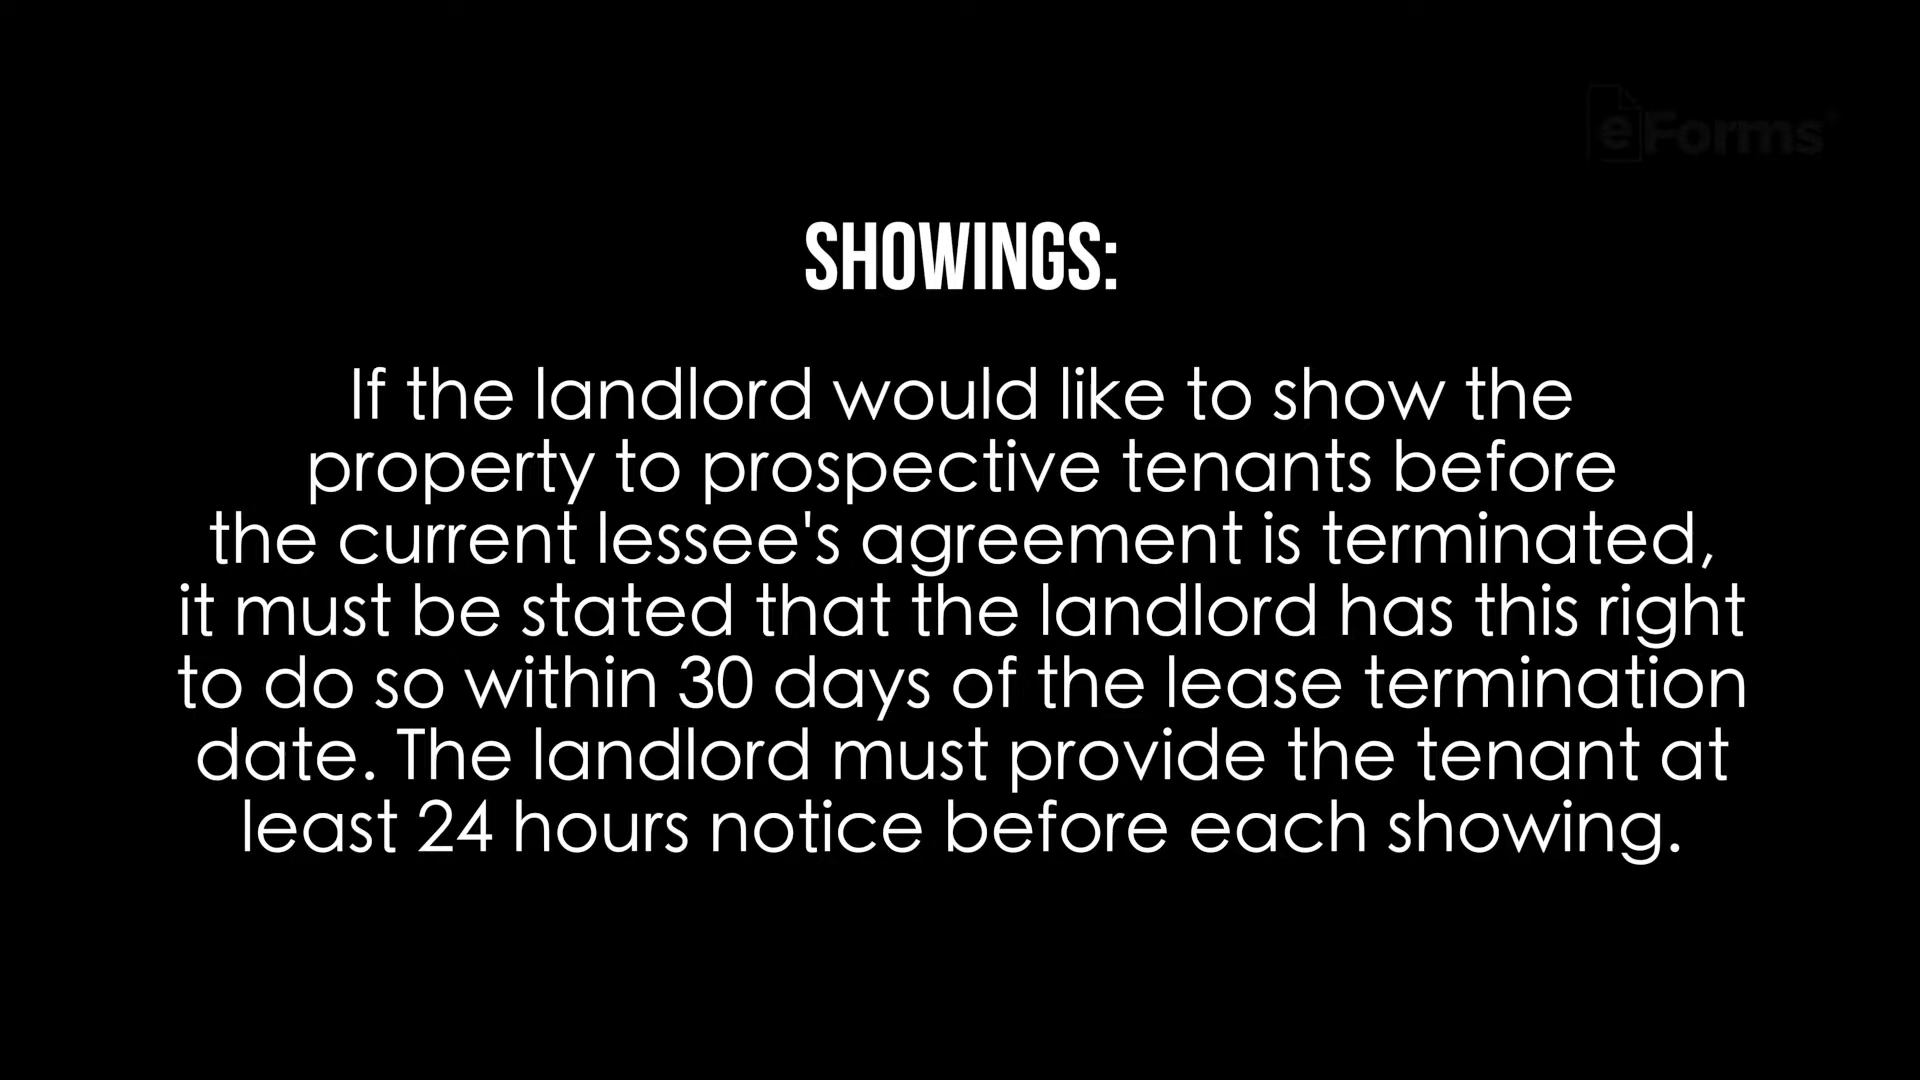 eForms
SHOWINGS:
If the landlord would like to show the
property to prospective tenants before
the current lessee's agreement is terminated,
it must be stated that the landlord has this right
to do so within 30 days of the lease termination
date. The landlord must provide the tenant at
least 24 hours notice before each showing.